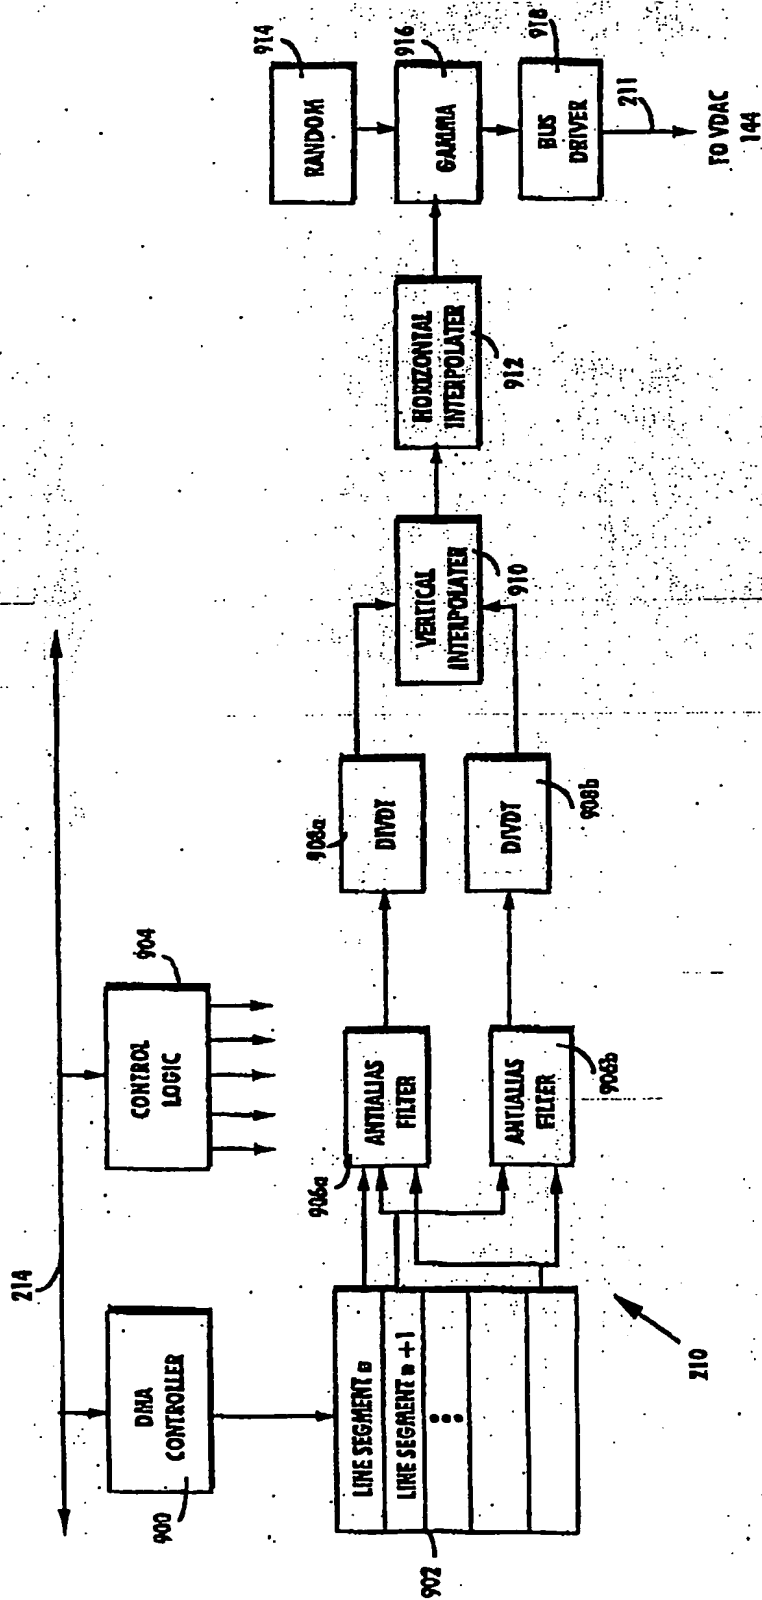 214
DMA
CONTROLLER
900
CONTROL
LOGIC
904
LINE SEGMENT n
LINE SEGMENT n +1
902
210
ANTIALIAS
FILTER
906a
ANTIALIAS
FILTER
906b
DIVDT
908a
DIVDT
908b
VERTICAL
INTERPOLATER
910
HORIZONTAL
INTERPOLATER
912
RANDOM
914
GAMMA
916
BUS
DRIVER
918
211
TO VDAC
144